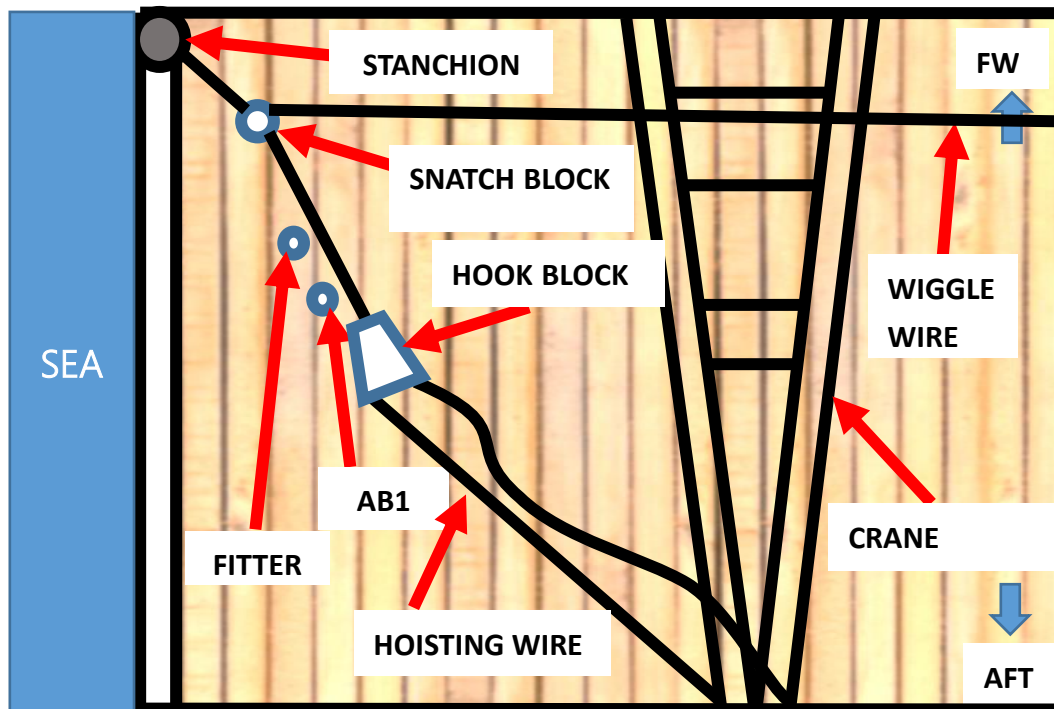 STANCHION
FW
SNATCH BLOCK
HOOK BLOCK
WIGGLE
WIRE
SEA
AB1
FITTER
CRANE
HOISTING WIRE
AFT